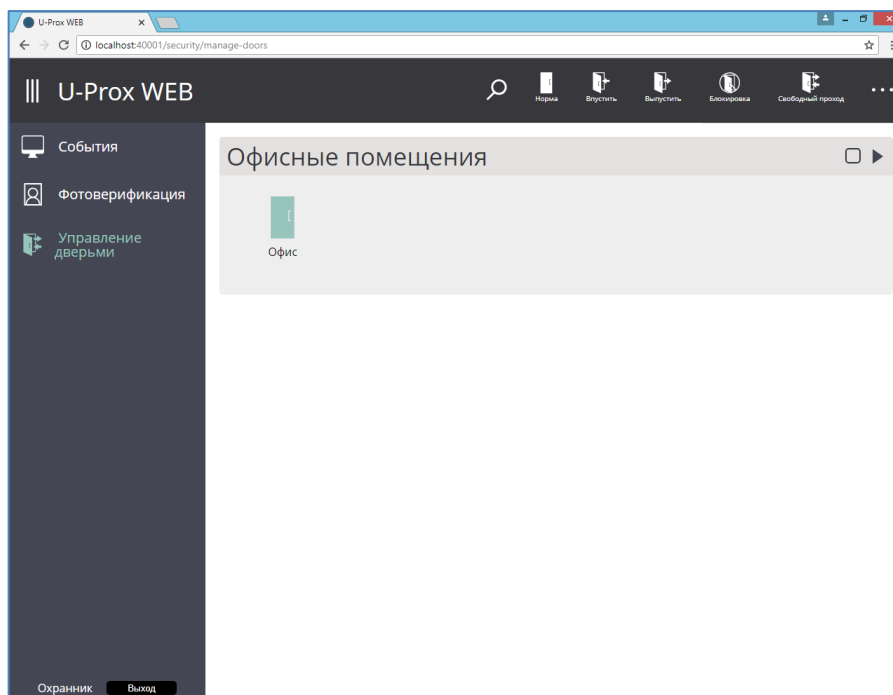 U-Prox WEB
localhost:40001/security/manage-doors
U-Prox WEB
Норма
Впустить
Выпустить
Блокировка
Свободный проход
События
Фотоверификация
Управление
дверьми
Офисные помещения
Офис
Охранник
Выход